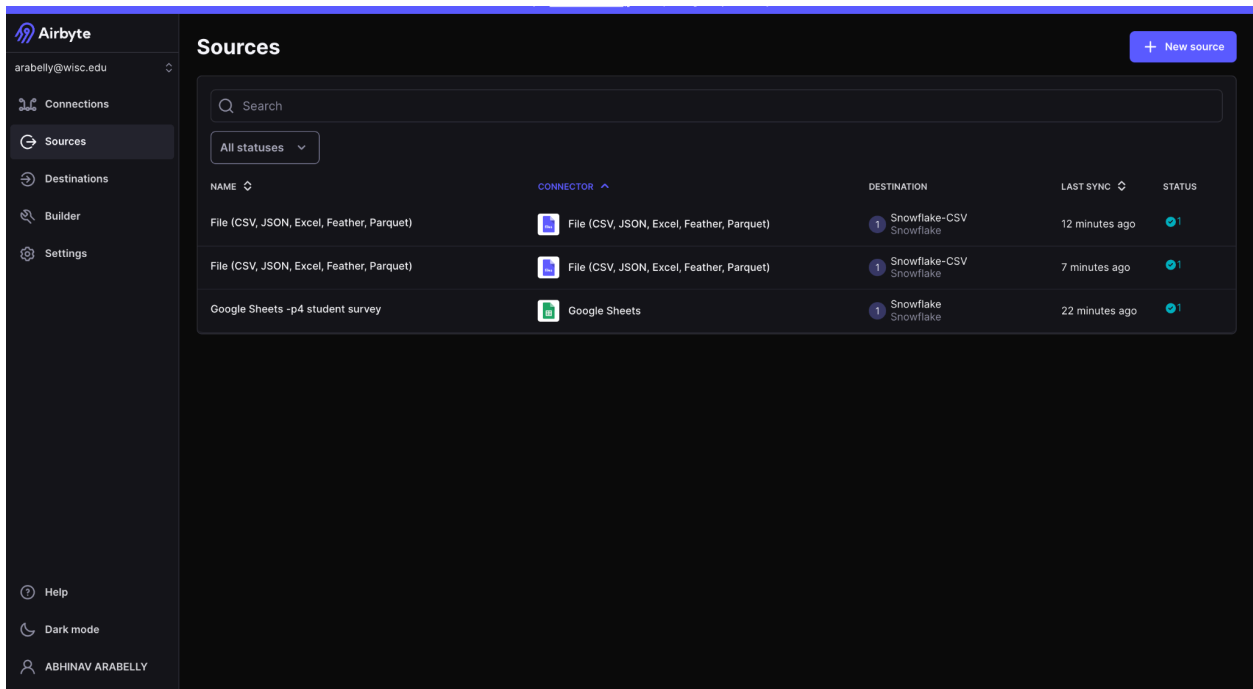 Airbyte
arabelly@wisc.edu
Connections
Sources
Destinations
Builder
Settings
Help
Dark mode
ABHINAV ARABELLY
Sources
+ New source
Search
All statuses
NAME CONNECTOR DESTINATION LAST SYNC STATUS
File (CSV, JSON, Excel, Feather, Parquet) File (CSV, JSON, Excel, Feather, Parquet) 1 Snowflake-CSV 12 minutes ago 1
Snowflake
File (CSV, JSON, Excel, Feather, Parquet) File (CSV, JSON, Excel, Feather, Parquet) 1 Snowflake-CSV 7 minutes ago 1
Snowflake
Google Sheets -p4 student survey Google Sheets 1 Snowflake 22 minutes ago 1
Snowflake